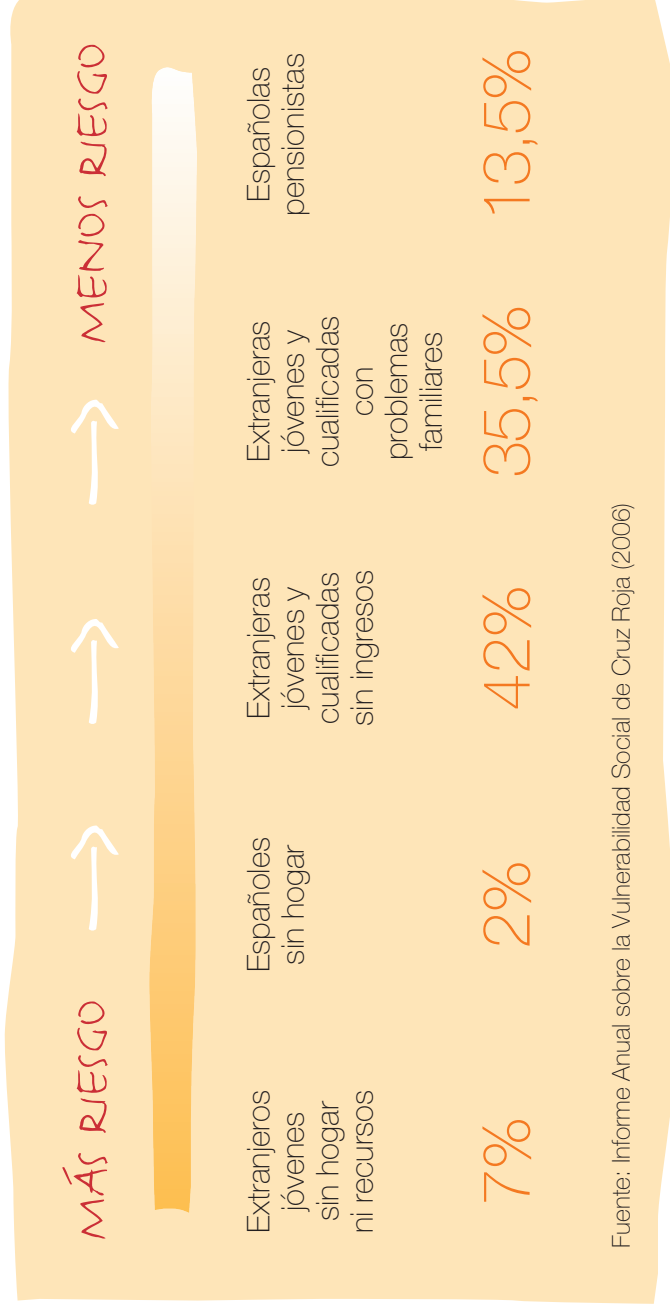 MÁS RIESGO
MENOS RIESGO
Extranjeros
jóvenes
sin hogar
ni recursos
7%
Españoles
sin hogar
2%
Extranjeras
jóvenes y
cualificadas
sin ingresos
42%
Extranjeras
jóvenes y
cualificadas
con
problemas
familiares
35,5%
Españolas
pensionistas
13,5%
Fuente: Informe Anual sobre la Vulnerabilidad Social de Cruz Roja (2006)